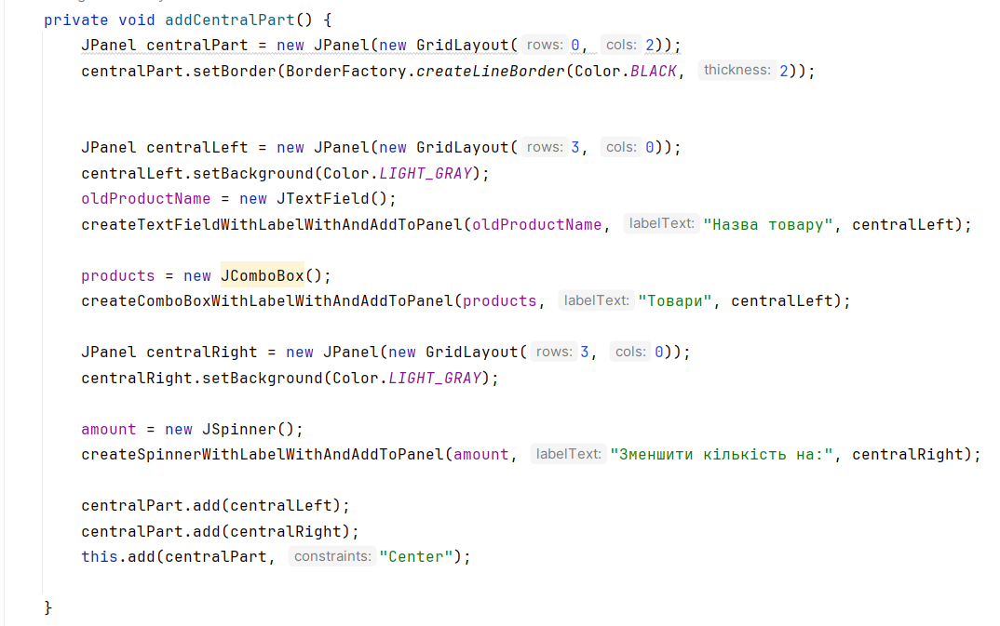 private void addCentralPart() {
JPanel centralPart = new JPanel(new GridLayout( rows: 0, cols: 2));
centralPart.setBorder(BorderFactory.createLineBorder(Color.BLACK, thickness: 2));
JPanel centralLeft = new JPanel(new GridLayout( rows: 3, cols: 0));
centralLeft.setBackground(Color.LIGHT_GRAY);
oldProductName = new JTextField();
createTextFieldWithLabelWithAndAddToPanel(oldProductName, labelText: "Назва товару", centralLeft);
products = new JComboBox();
createComboBoxWithLabelWithAndAddToPanel(products, labelText: "Товари", centralLeft);
JPanel centralRight = new JPanel(new GridLayout( rows: 3, cols: 0));
centralRight.setBackground(Color.LIGHT_GRAY);
amount = new JSpinner();
createSpinnerWithLabelWithAndAddToPanel(amount, labelText: "Зменшити кількість на:", centralRight);
centralPart.add(centralLeft);
centralPart.add(centralRight);
this.add(centralPart, constraints: "Center");
}